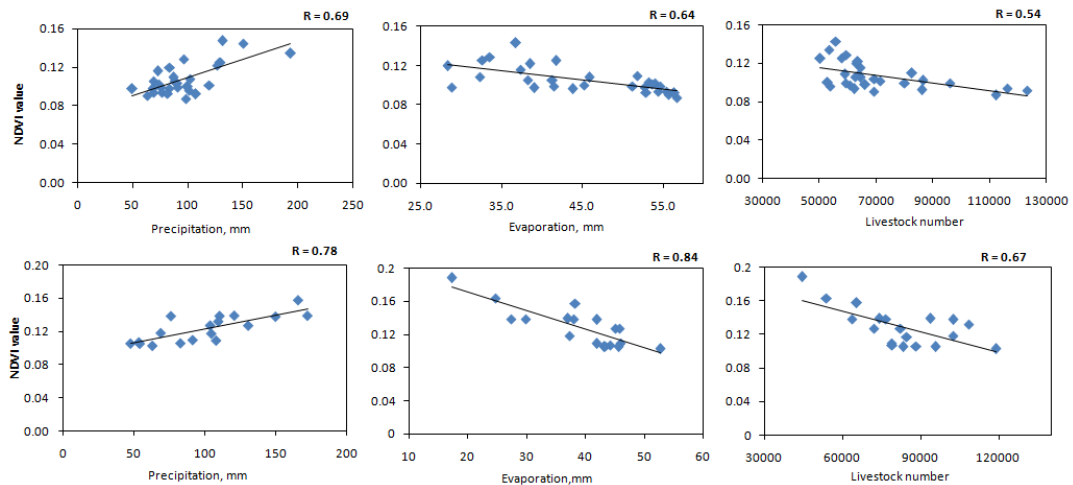 R = 0.69
R = 0.64
R = 0.54
NDVI value
0.16
0.12
0.08
0.04
0.00
0 50 100 150 200 250
Precipitation, mm
0.16
0.12
0.08
0.04
0.00
25.0 35.0 45.0 55.0
Evaporation, mm
0.16
0.12
0.08
0.04
0.00
30000 50000 70000 90000 110000 130000
Livestock number
R = 0.78
R = 0.84
R = 0.67
NDVI value
0.20
0.16
0.12
0.08
0.04
0.00
0 50 100 150 200
Precipitation, mm
0.2
0.16
0.12
0.08
0.04
0
10 20 30 40 50 60
Evaporation,mm
0.2
0.16
0.12
0.08
0.04
0
30000 60000 90000 120000
Livestock number